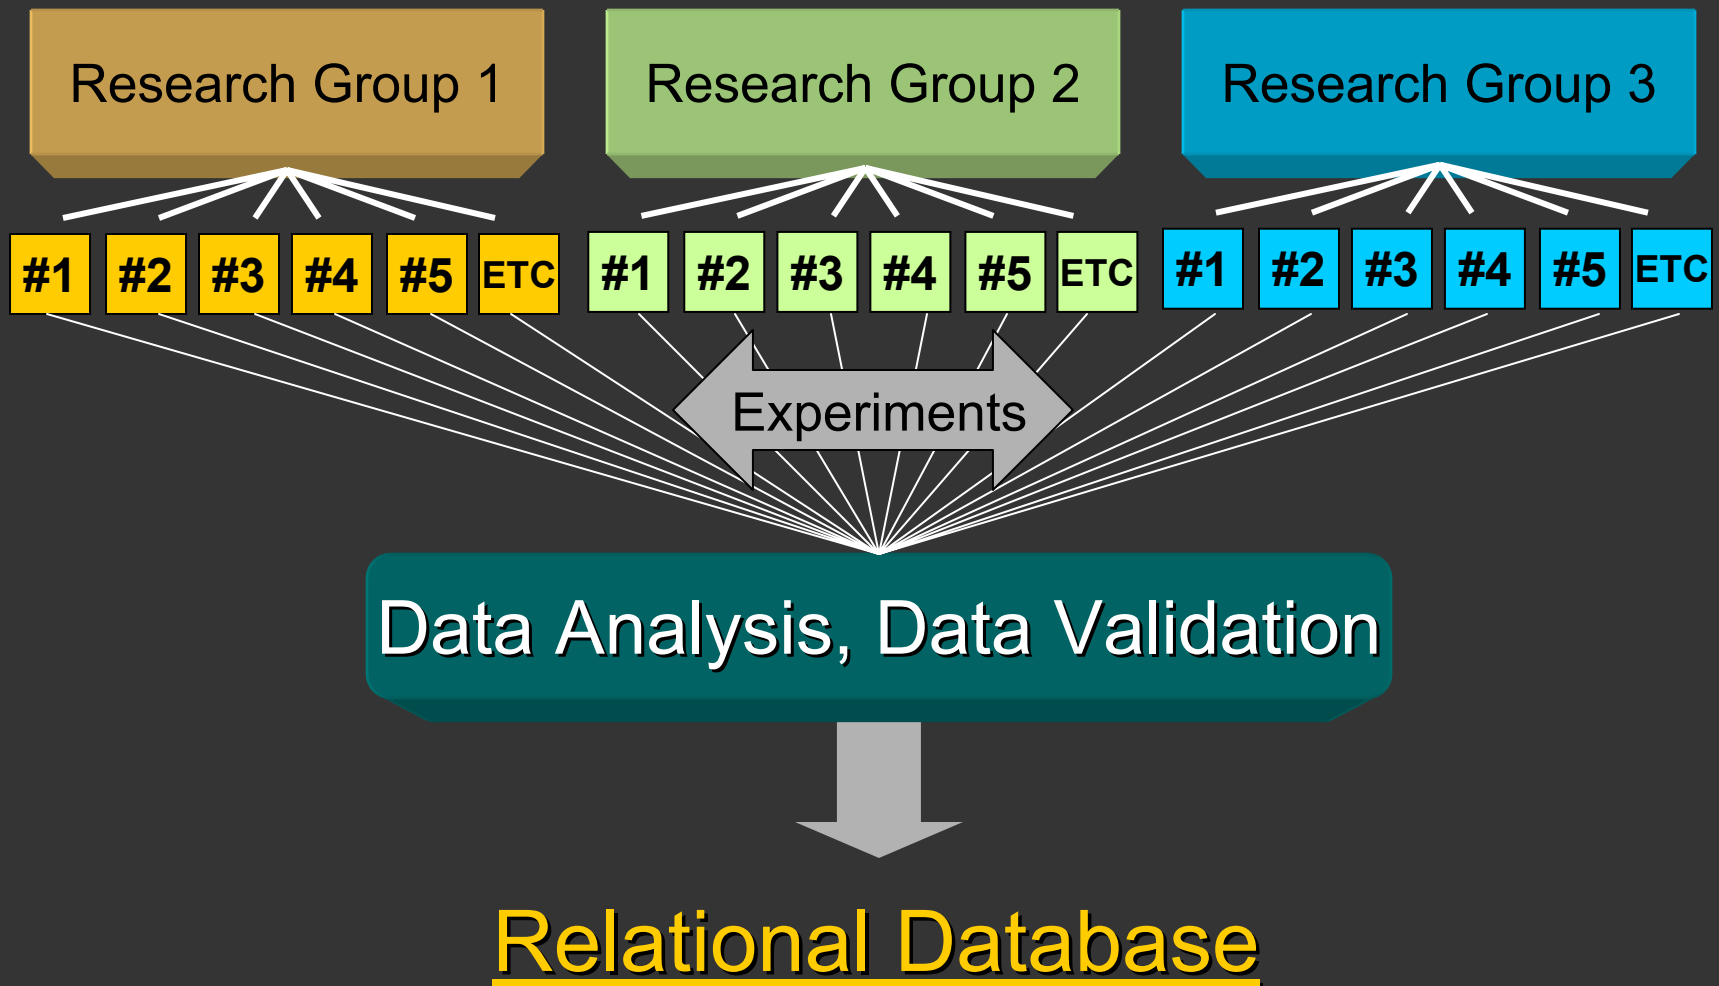 Research Group 1 Research Group 2 Research Group 3
#1 #2 #3 #4 #5 ETC #1 #2 #3 #4 #5 ETC #1 #2 #3 #4 #5 ETC
Experiments
Data Analysis, Data Validation
Relational Database